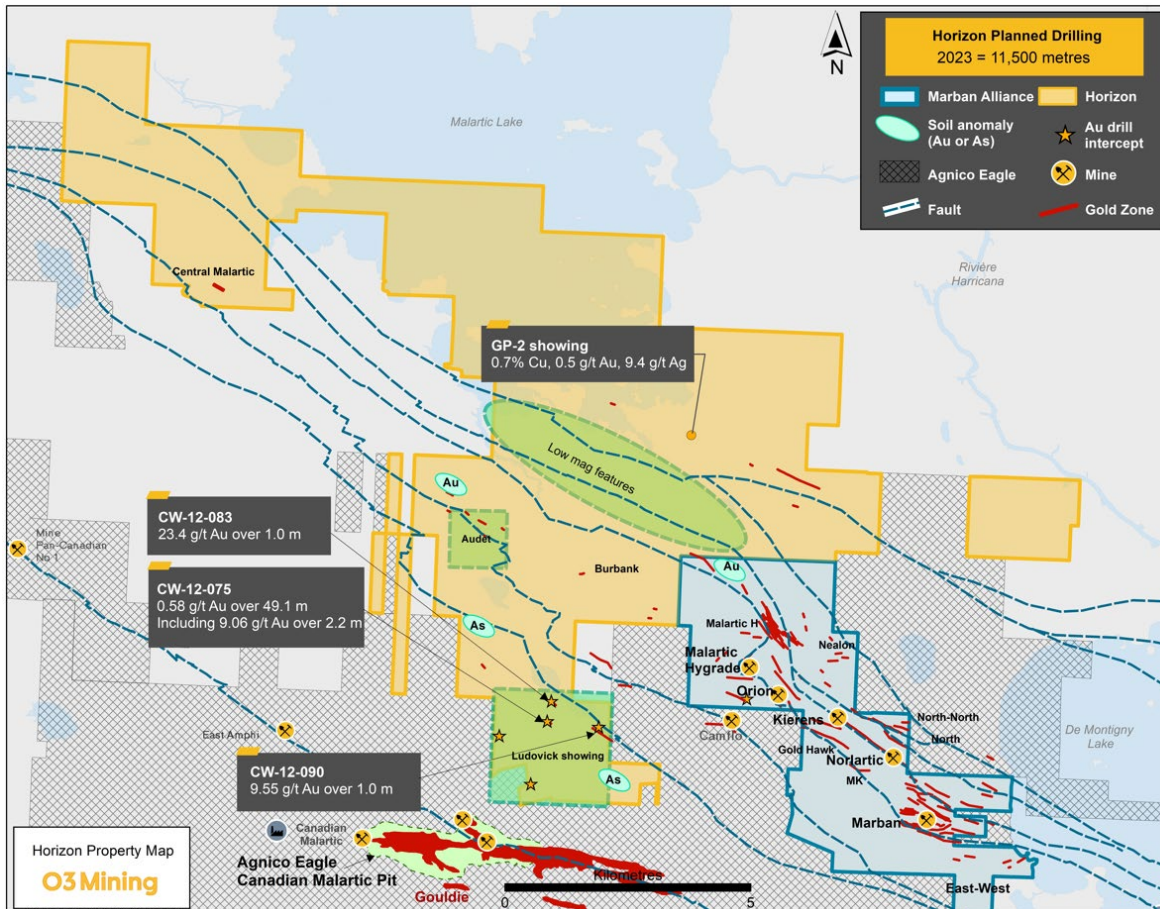 Horizon Planned Drilling
2023 = 11,500 metres
Marban Alliance
Horizon
Soil anomaly
(Au or As)
Au drill
intercept
Agnico Eagle
Mine
Fault
Gold Zone
N
Malartic Lake
Rivière
Harricana
Central Malartic
GP-2 showing
0.7% Cu, 0.5 g/t Au, 9.4 g/t Ag
Low mag features
Au
CW-12-083
23.4 g/t Au over 1.0 m
Audet
Mine
Pan-Canadian
No 1
Burbank
Au
CW-12-075
0.58 g/t Au over 49.1 m
Including 9.06 g/t Au over 2.2 m
As
Malartic H
Nealon
Malartic
Hygrade
Orion
Kierens
North-North
North
De Montigny
Lake
East Amphi
Camflo
Gold Hawk
Norlartic
Ludovick showing
MK
CW-12-090
9.55 g/t Au over 1.0 m
As
Marban
Canadian
Malartic
Agnico Eagle
Canadian Malartic Pit
Gouldie
Kilometres
0
5
East-West
Horizon Property Map
O3 Mining